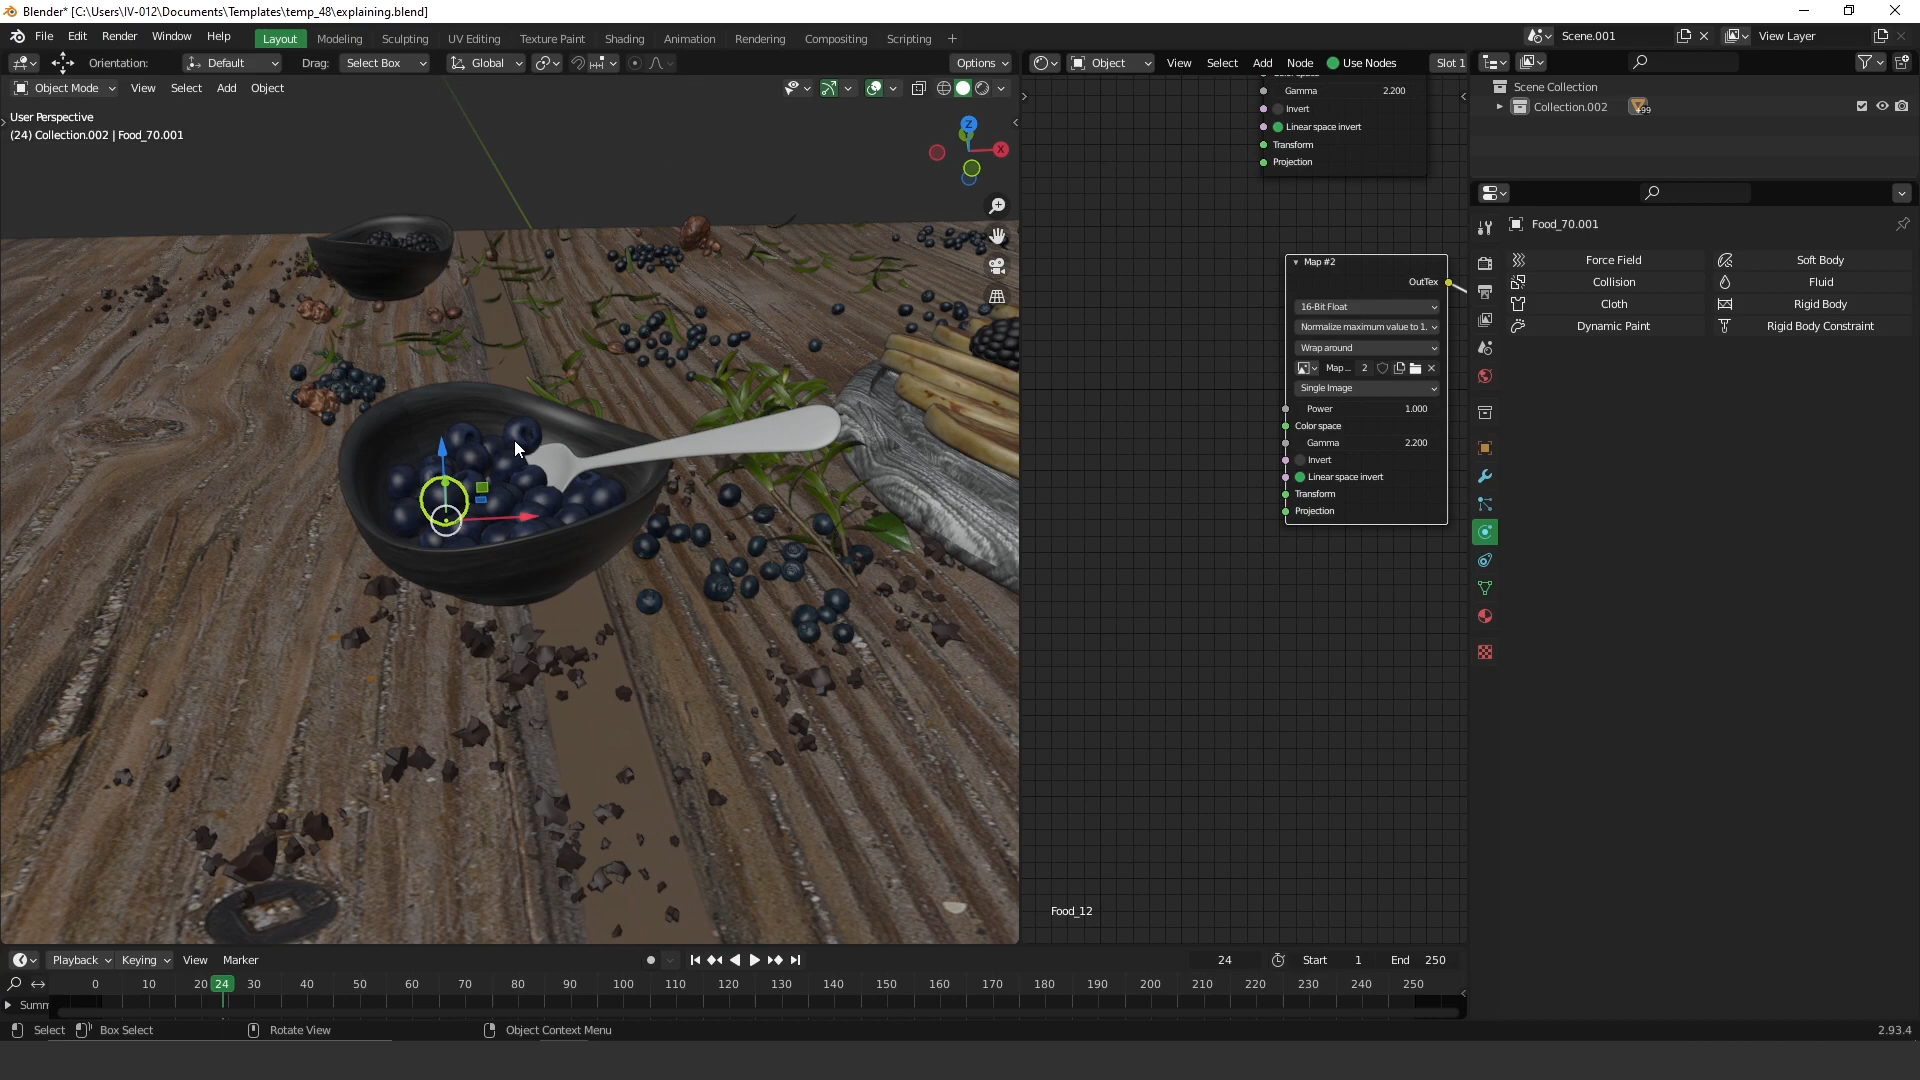 Blender* [C:\Users\IV-012\Documents\Templates\temp_48\explaining.blend]
File Edit Render Window Help Layout Modeling Sculpting UV Editing Texture Paint Shading Animation Rendering Compositing Scripting + Scene.001 View Layer
Orientation: Default Drag: Select Box Global Options Object View Select Add Node Use Nodes Slot 1
Object Mode View Select Add Object
User Perspective
(24) Collection.002 | Food_70.001
Z
X
Gamma 2.200
Invert
Linear space invert
Transform
Projection
Map #2
OutTex
16-Bit Float
Normalize maximum value to 1.
Wrap around
Map... 2
Single Image
Power 1.000
Color space
Gamma 2.200
Invert
Linear space invert
Transform
Projection
Food_12
Scene Collection
Collection.002 +99
Food_70.001
Force Field Soft Body
Collision Fluid
Cloth Rigid Body
Dynamic Paint Rigid Body Constraint
Playback Keying View Marker 24 Start 1 End 250
0 10 20 24 30 40 50 60 70 80 90 100 110 120 130 140 150 160 170 180 190 200 210 220 230 240 250
Summ
Select Box Select Rotate View Object Context Menu 2.93.4